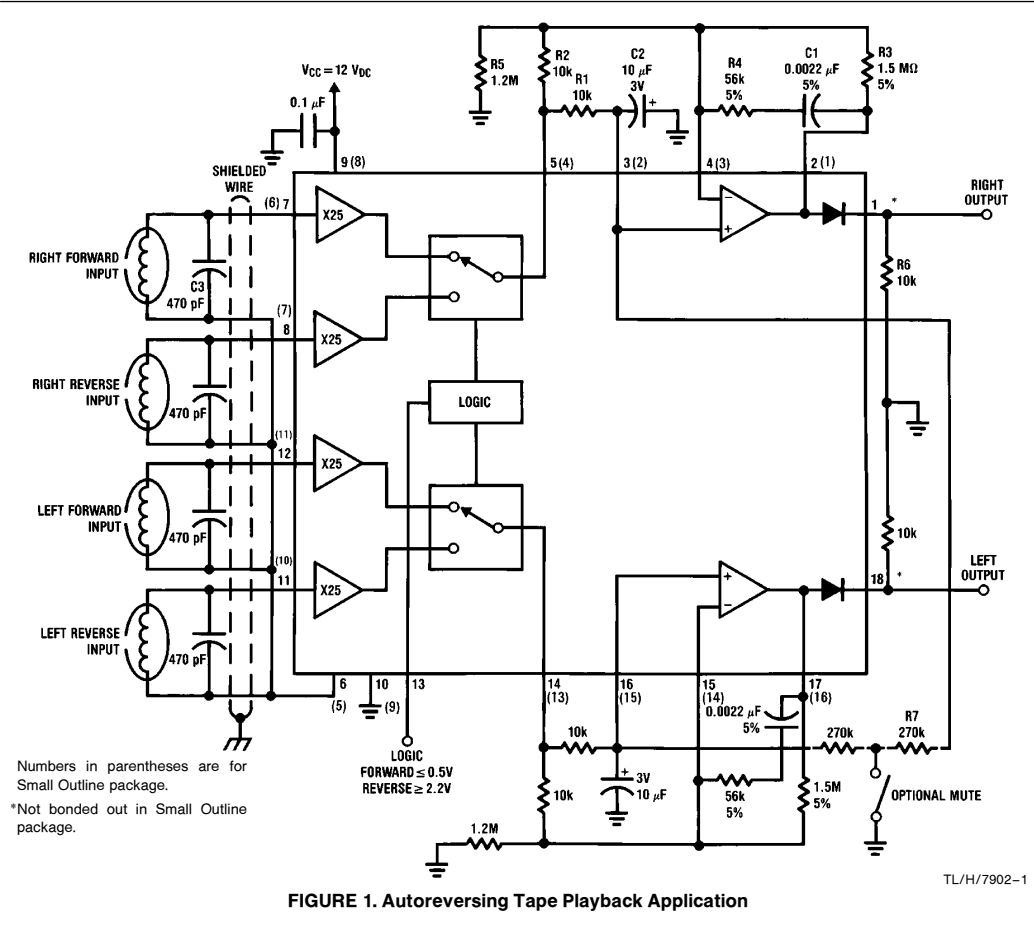 R5
1.2M
R2
10k
R1
10k
C2
10 μF
3V
+
R4
56k
5%
C1
0.0022 μF
5%
R3
1.5 MΩ
5%
VCC = 12 VDC
0.1 μF
9 (8)
5 (4)
3 (2)
4 (3)
2 (1)
SHIELDED
WIRE
(6) 7
X25
−
+
1
*
RIGHT
OUTPUT
RIGHT FORWARD
INPUT
C3
470 pF
R6
10k
(7)
8
X25
RIGHT REVERSE
INPUT
470 pF
LOGIC
(11)
12
X25
LEFT FORWARD
INPUT
470 pF
10k
(10)
11
X25
+
−
18
*
LEFT
OUTPUT
LEFT REVERSE
INPUT
470 pF
6
(5)
10
(9)
13
14
(13)
16
(15)
15
(14)
17
(16)
0.0022 μF
5%
10k
270k
R7
270k
LOGIC
FORWARD ≤ 0.5V
REVERSE ≥ 2.2V
10k
+
3V
10 μF
56k
5%
1.5M
5%
OPTIONAL MUTE
1.2M
Numbers in parentheses are for
Small Outline package.
*Not bonded out in Small Outline
package.
TL/H/7902–1
FIGURE 1. Autoreversing Tape Playback Application